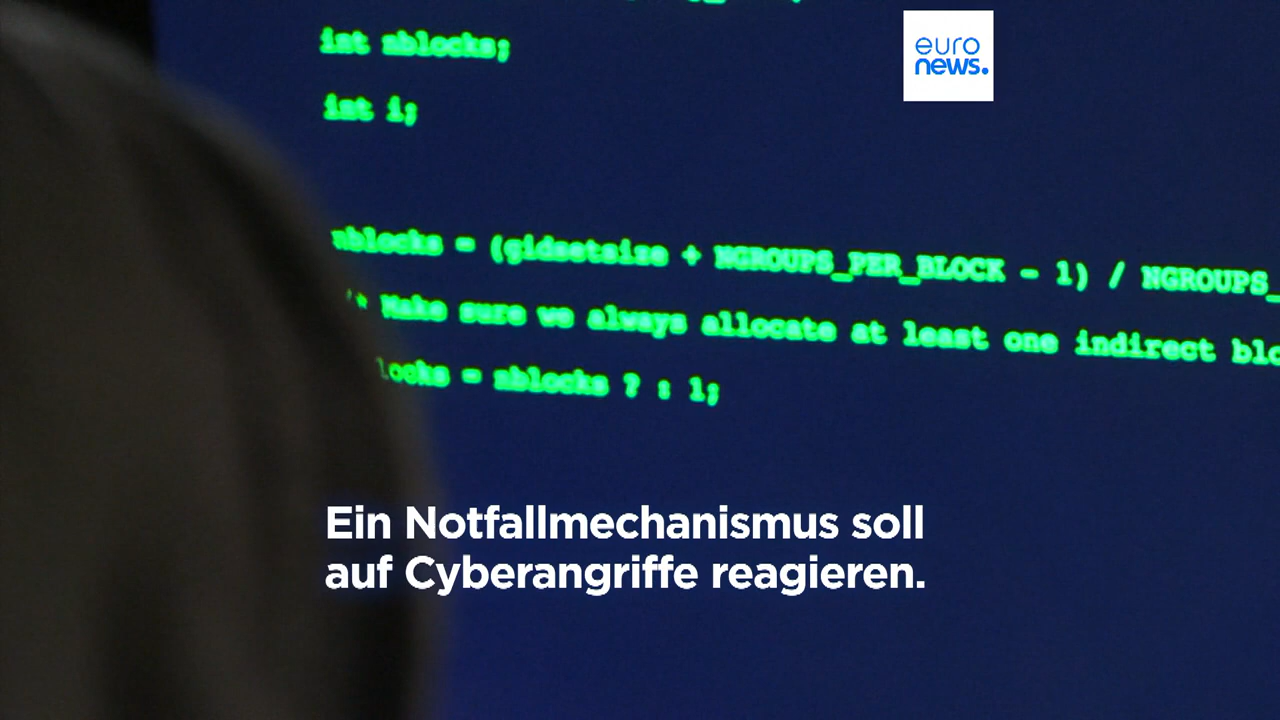 int nblocks;
euro
news.
int i;
nblocks = (gidsetsize + NGROUPS_PER_BLOCK - 1) / NGROUPS_
/* Make sure we always allocate at least one indirect blo
locks = nblocks ? : 1;
Ein Notfallmechanismus soll
auf Cyberangriffe reagieren.